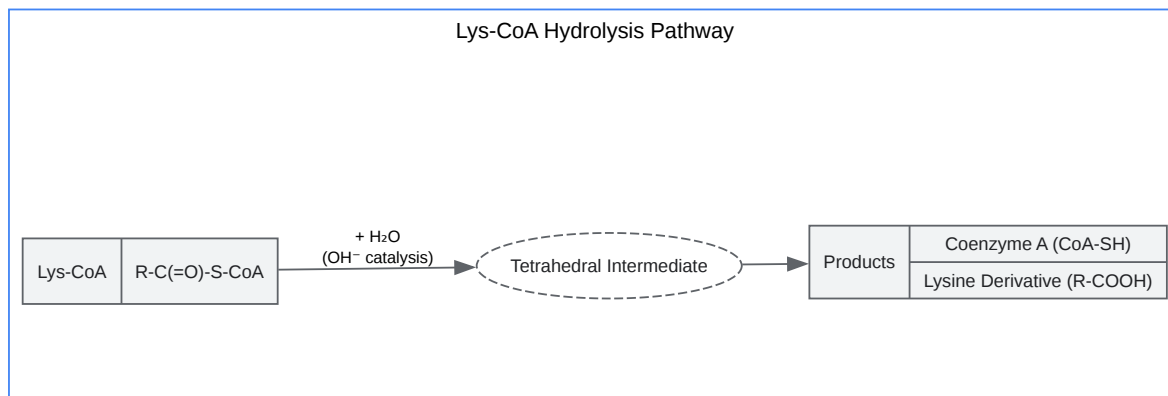 Lys-CoA Hydrolysis Pathway
Lys-CoA
R-C(=O)-S-CoA
+ H₂O
(OH⁻ catalysis)
Tetrahedral Intermediate
Products
Coenzyme A (CoA-SH)
Lysine Derivative (R-COOH)